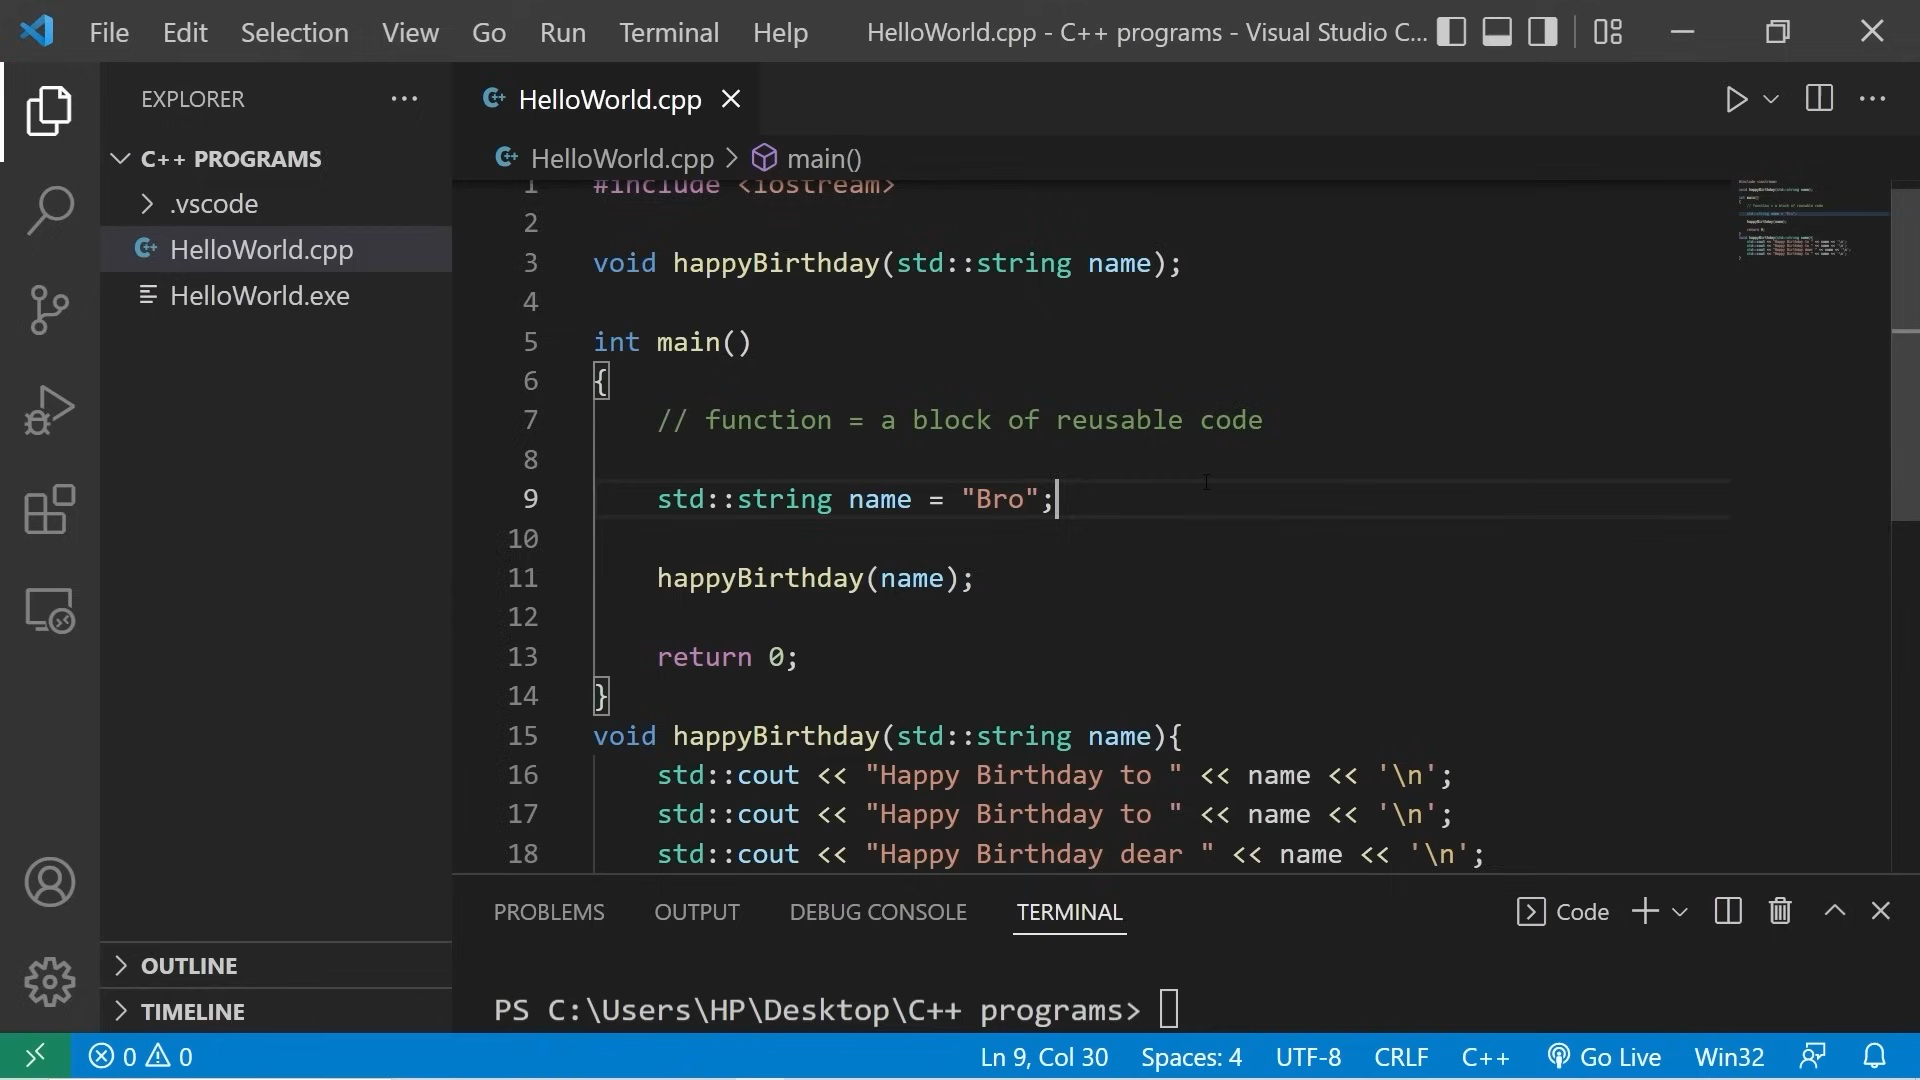 File Edit Selection View Go Run Terminal Help HelloWorld.cpp - C++ programs - Visual Studio C...
EXPLORER
C++ PROGRAMS
.vscode
HelloWorld.cpp
HelloWorld.exe
OUTLINE
TIMELINE
HelloWorld.cpp
HelloWorld.cpp > main()
1 #include <iostream>
2
3 void happyBirthday(std::string name);
4
5 int main()
6 {
7 // function = a block of reusable code
8
9 std::string name = "Bro";
10
11 happyBirthday(name);
12
13 return 0;
14 }
15 void happyBirthday(std::string name){
16 std::cout << "Happy Birthday to " << name << '\n';
17 std::cout << "Happy Birthday to " << name << '\n';
18 std::cout << "Happy Birthday dear " << name << '\n';
PROBLEMS OUTPUT DEBUG CONSOLE TERMINAL Code
PS C:\Users\HP\Desktop\C++ programs>
0 0 Ln 9, Col 30 Spaces: 4 UTF-8 CRLF C++ Go Live Win32